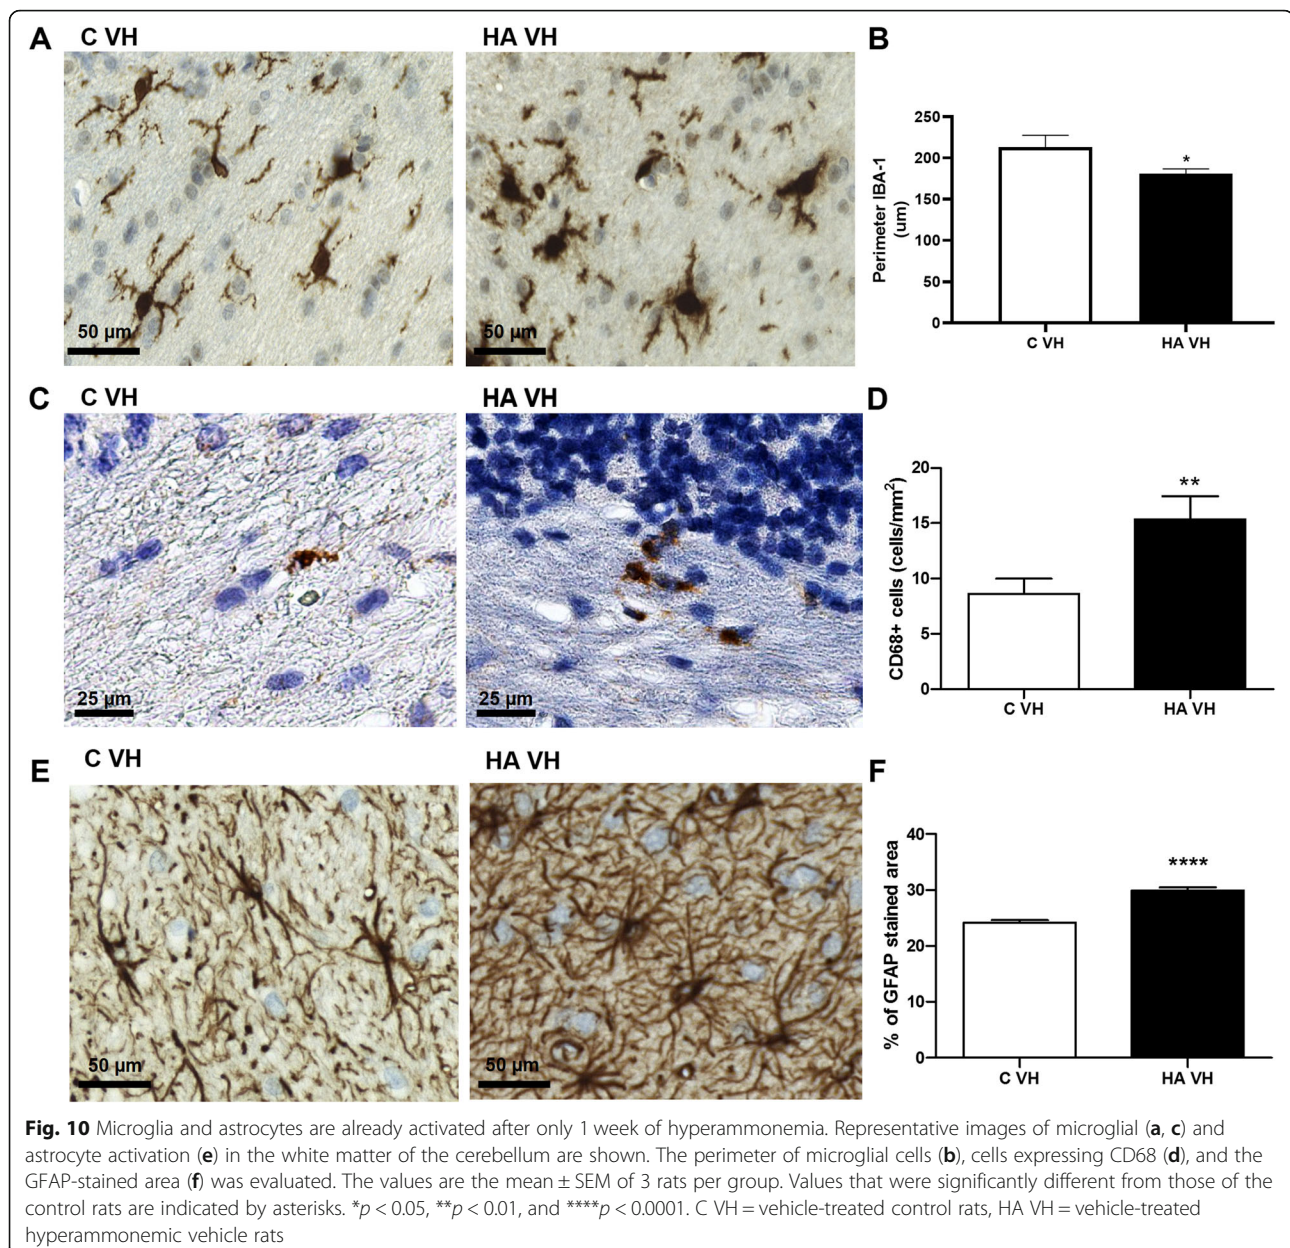 A C VH HA VH B
50 µm 50 µm
Perimeter IBA-1
(um)
250
200
150
100
50
0
*
C VH HA VH
C C VH HA VH D
25 µm 25 µm
CD68+ cells (cells/mm²)
20
15
10
5
0
**
C VH HA VH
E C VH HA VH F
50 µm 50 µm
% of GFAP stained area
40
30
20
10
0
****
C VH HA VH
Fig. 10 Microglia and astrocytes are already activated after only 1 week of hyperammonemia. Representative images of microglial (a, c) and
astrocyte activation (e) in the white matter of the cerebellum are shown. The perimeter of microglial cells (b), cells expressing CD68 (d), and the
GFAP-stained area (f) was evaluated. The values are the mean ± SEM of 3 rats per group. Values that were significantly different from those of the
control rats are indicated by asterisks. *p < 0.05, **p < 0.01, and ****p < 0.0001. C VH = vehicle-treated control rats, HA VH = vehicle-treated
hyperammonemic vehicle rats